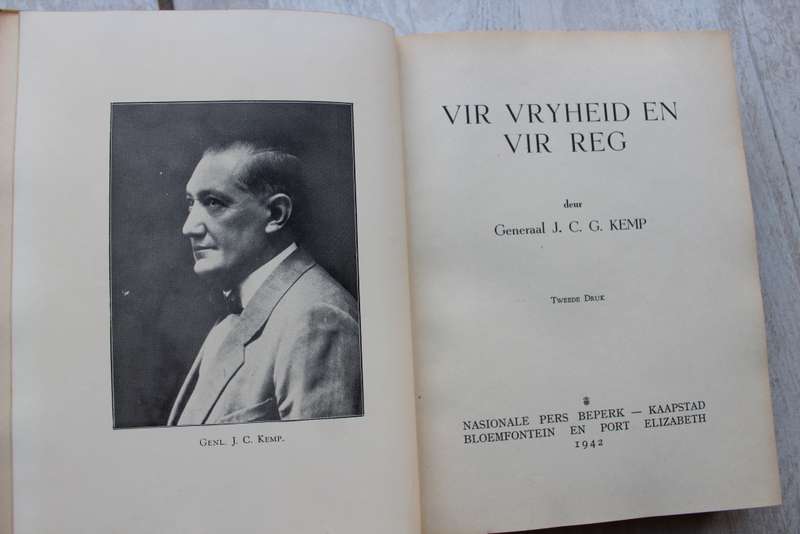 GENL. J. C. KEMP.
VIR VRYHEID EN
VIR REG
deur
Generaal J. C. G. KEMP
TWEEDE DRUK
NASIONALE PERS BEPERK — KAAPSTAD
BLOEMFONTEIN EN PORT ELIZABETH
1942